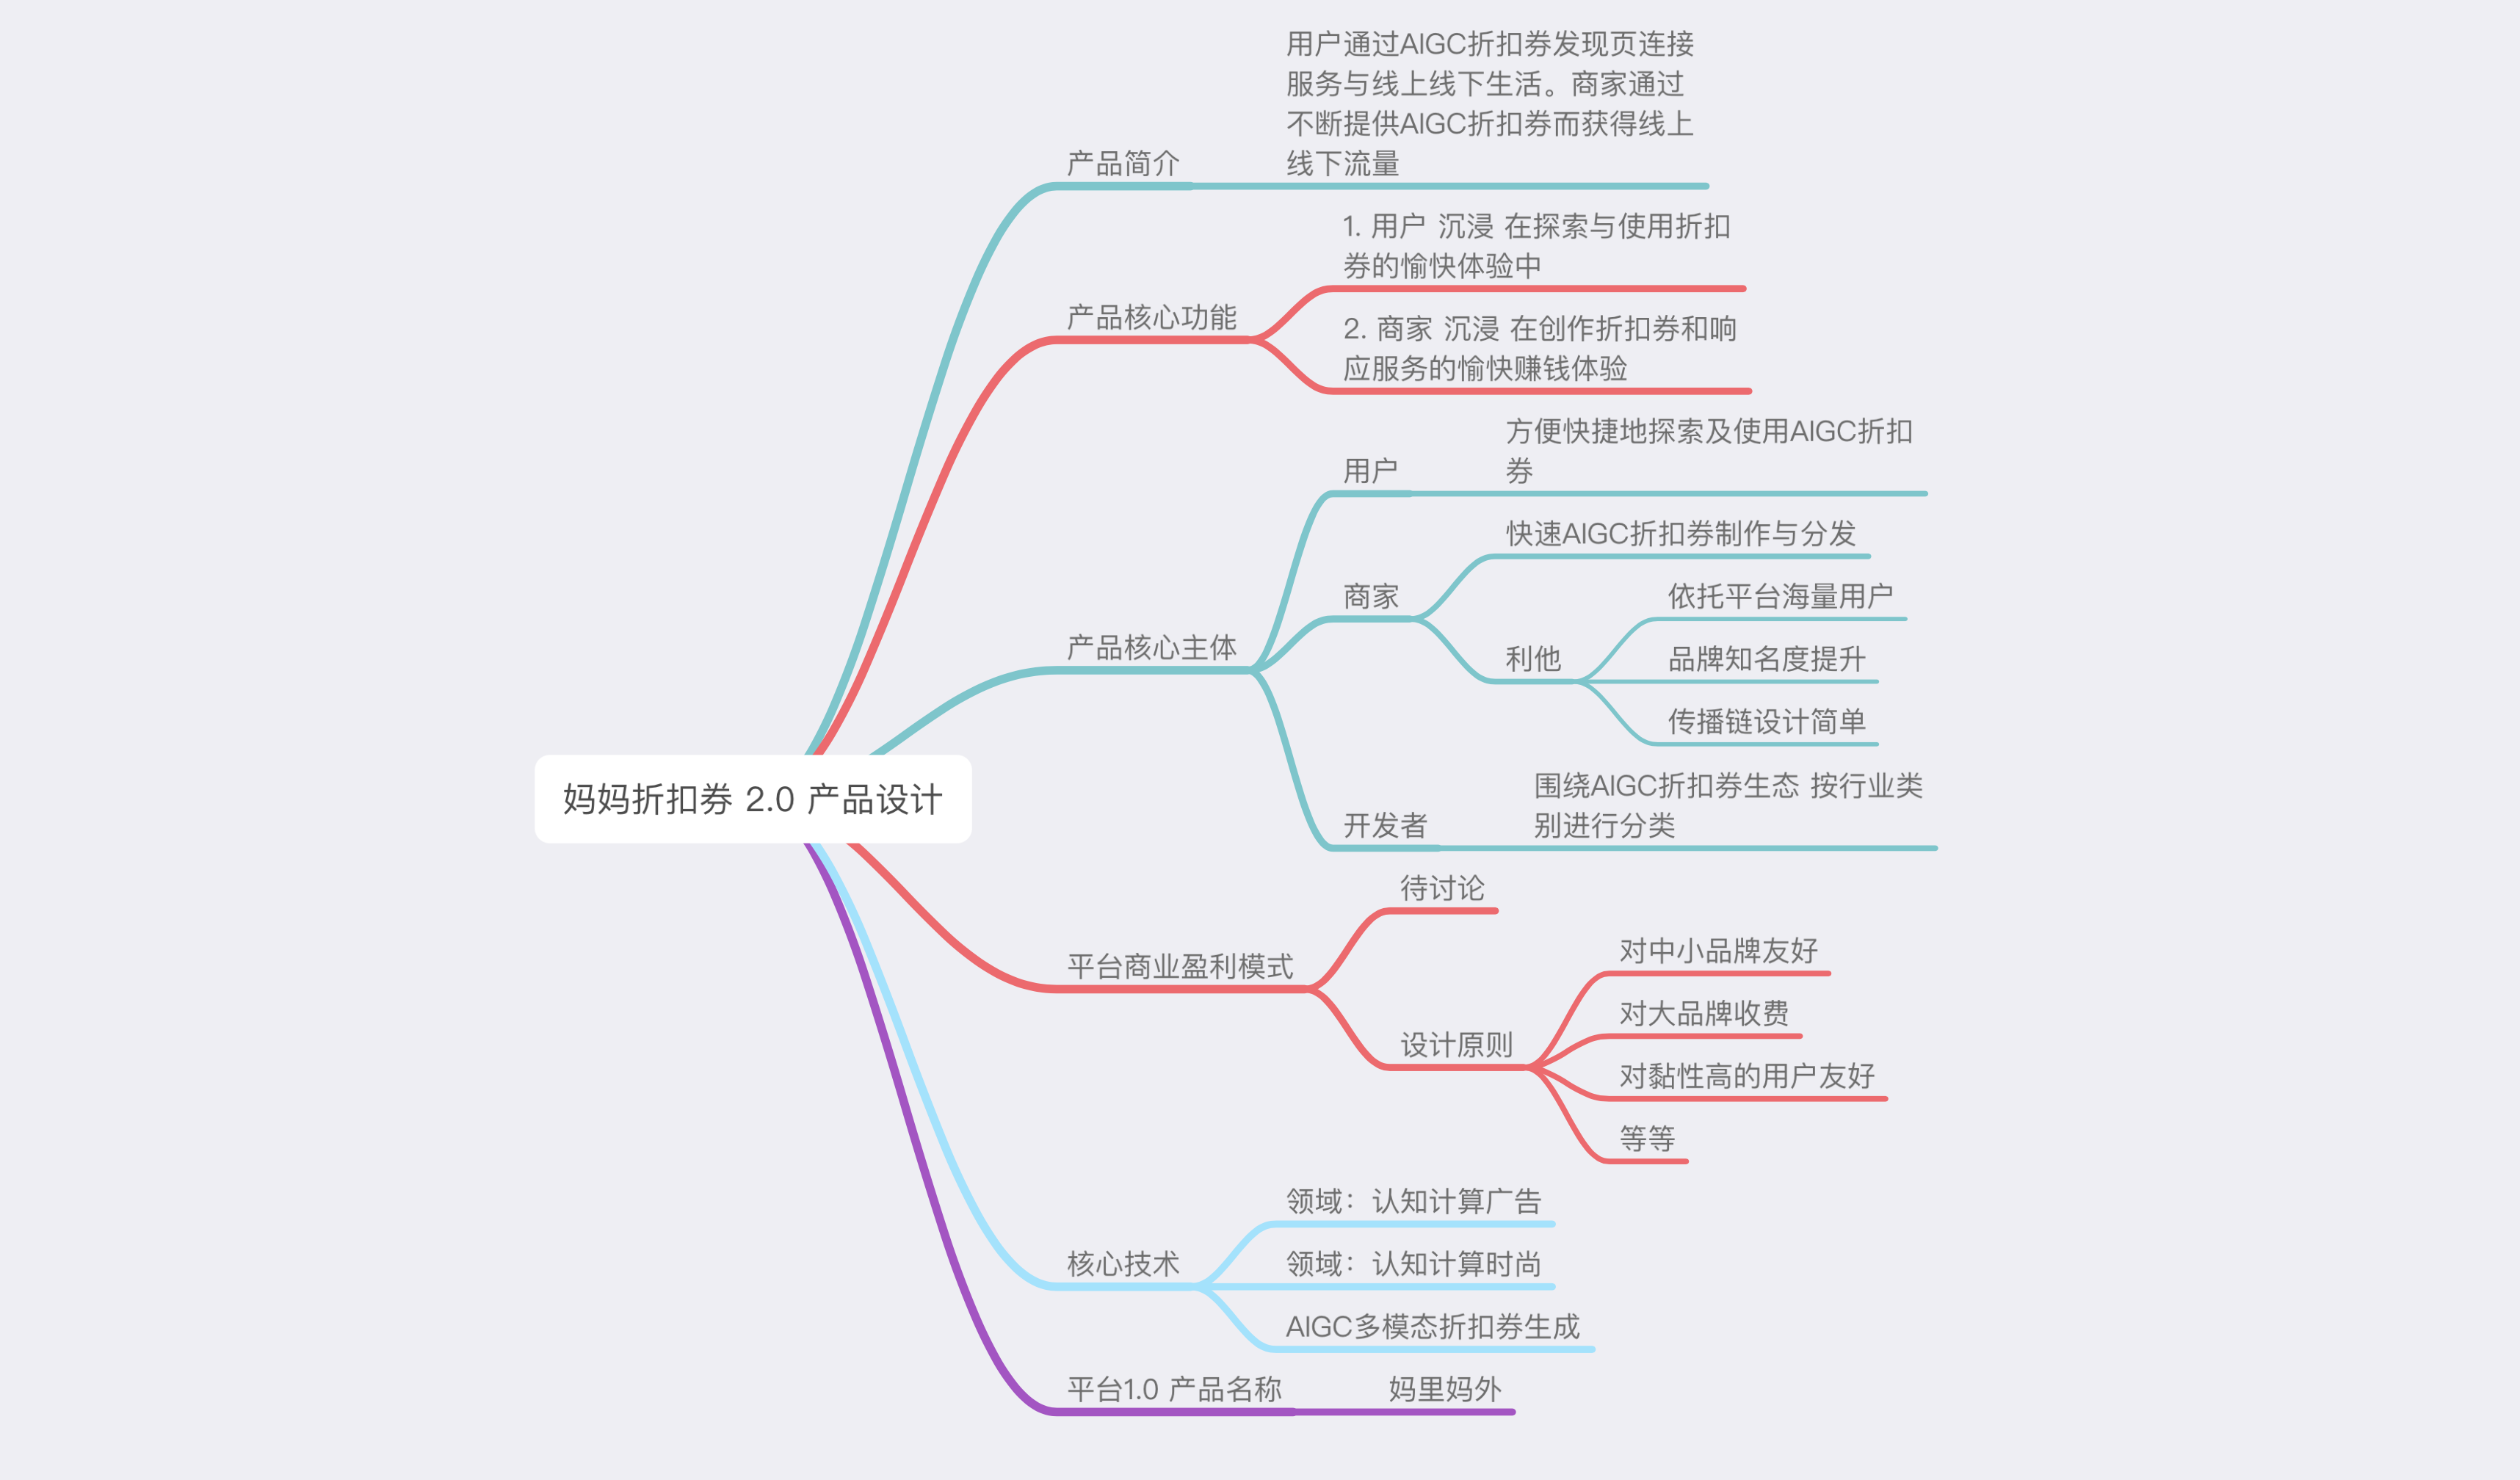 妈妈折扣券 2.0 产品设计
产品简介
用户通过AIGC折扣券发现页连接
服务与线上线下生活。商家通过
不断提供AIGC折扣券而获得线上
线下流量
产品核心功能
1. 用户 沉浸 在探索与使用折扣
券的愉快体验中
2. 商家 沉浸 在创作折扣券和响
应服务的愉快赚钱体验
产品核心主体
用户
方便快捷地探索及使用AIGC折扣
券
商家
快速AIGC折扣券制作与分发
利他
依托平台海量用户
品牌知名度提升
传播链设计简单
开发者
围绕AIGC折扣券生态 按行业类
别进行分类
平台商业盈利模式
待讨论
设计原则
对中小品牌友好
对大品牌收费
对黏性高的用户友好
等等
核心技术
领域：认知计算广告
领域：认知计算时尚
AIGC多模态折扣券生成
平台1.0 产品名称
妈里妈外